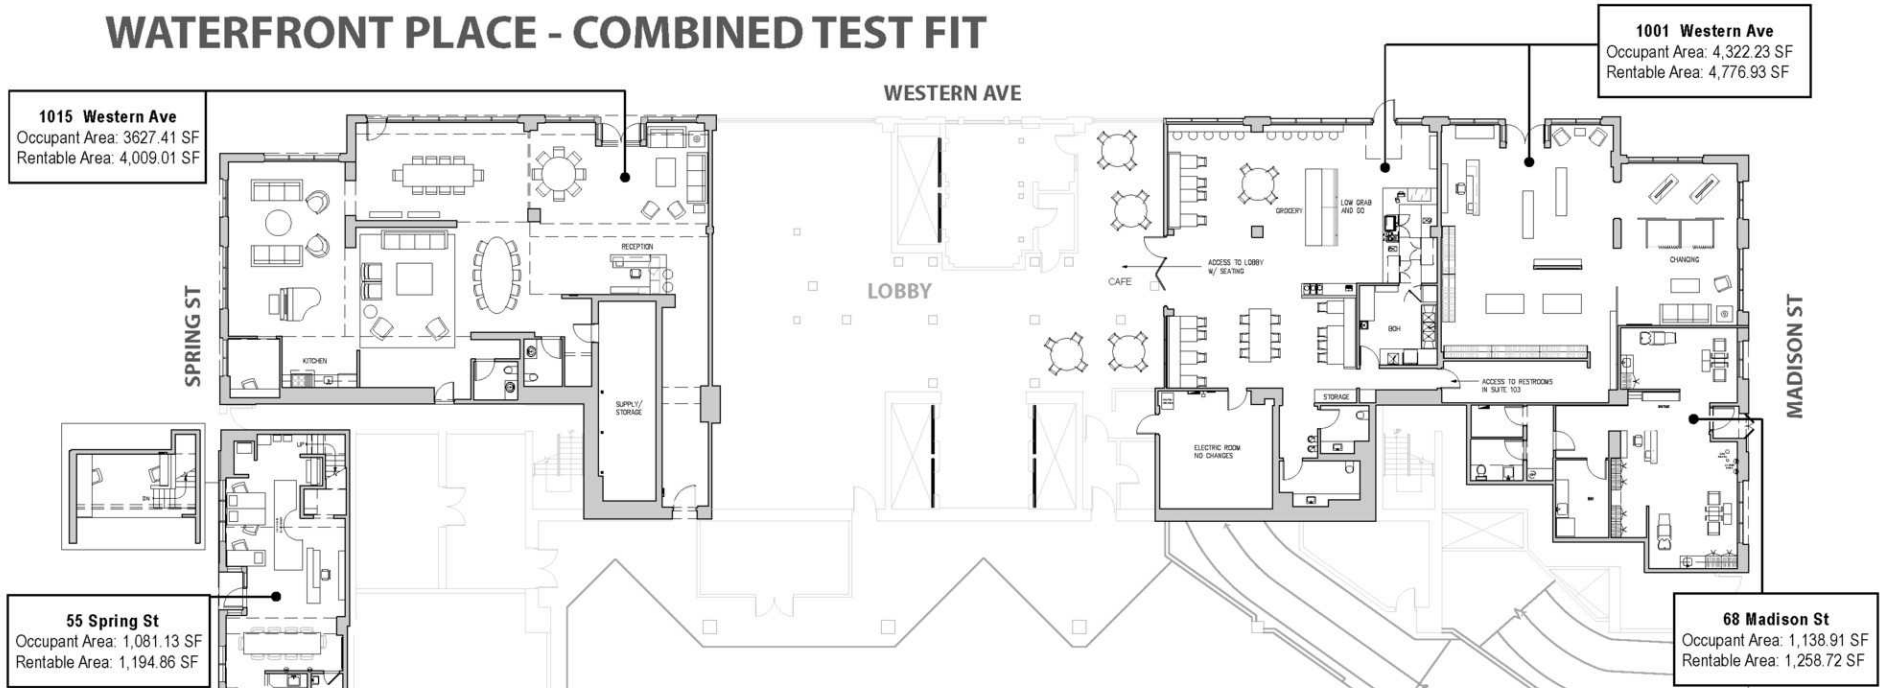 WATERFRONT PLACE - COMBINED TEST FIT
1001 Western Ave
Occupant Area: 4,322.23 SF
Rentable Area: 4,776.93 SF
WESTERN AVE
1015 Western Ave
Occupant Area: 3627.41 SF
Rentable Area: 4,009.01 SF
GROCERY
LOW GRAB
AND GO
RECEPTION
ACCESS TO LOBBY
W/ SEATING
CHANGING
CAFE
LOBBY
SPRING ST
MADISON ST
BOH
KITCHEN
ACCESS TO RESTROOMS
IN SUITE 103
STORAGE
SUPPLY/
STORAGE
ELECTRIC ROOM
NO CHANGES
UP
DN
55 Spring St
Occupant Area: 1,081.13 SF
Rentable Area: 1,194.86 SF
68 Madison St
Occupant Area: 1,138.91 SF
Rentable Area: 1,258.72 SF